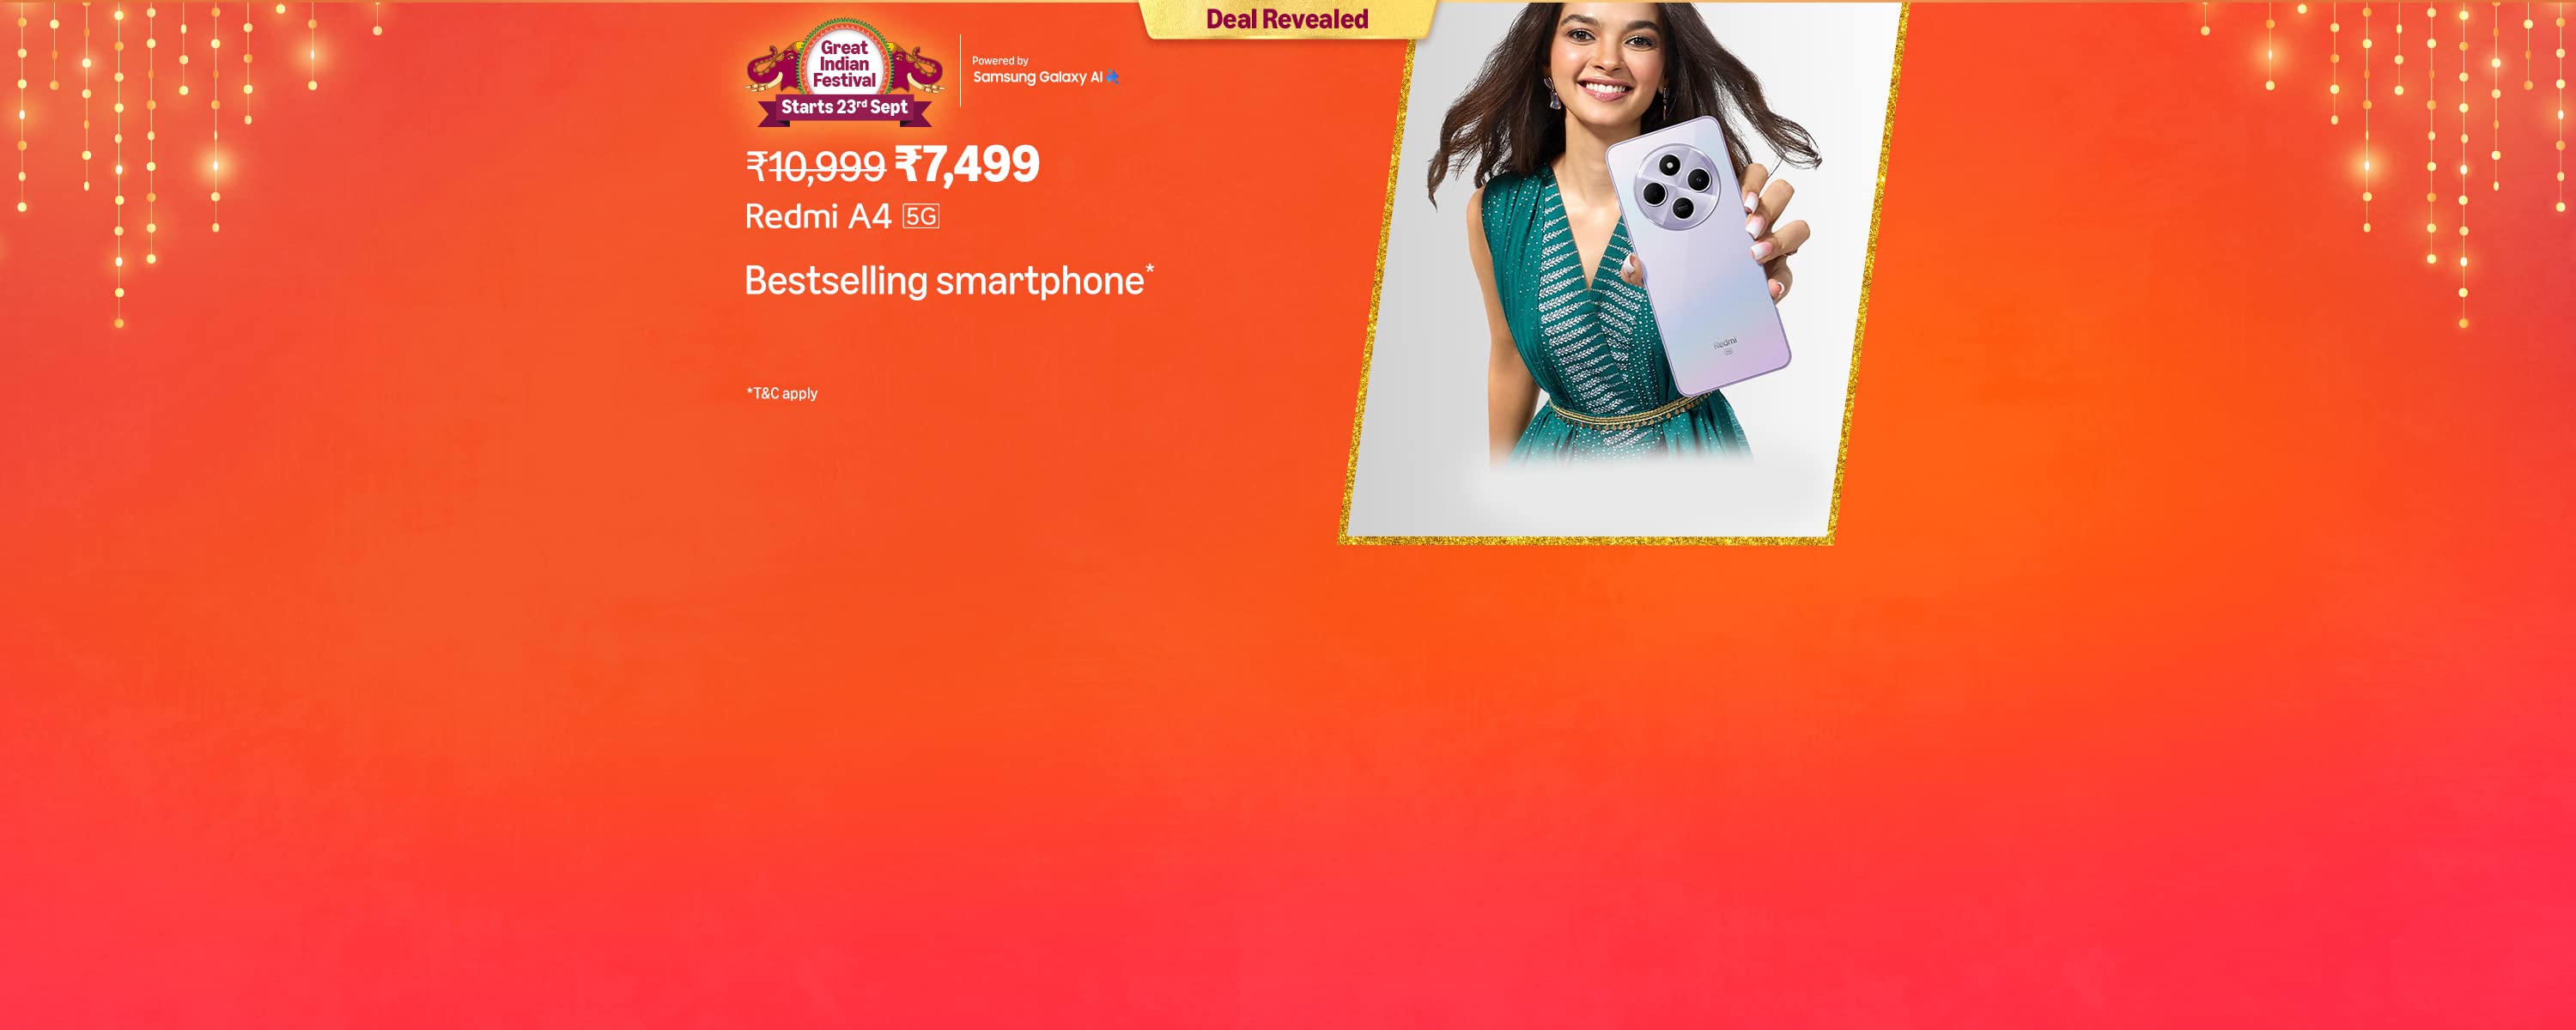 Deal Revealed
Great
Indian
Festival
Starts 23rd Sept
Powered by
Samsung Galaxy AI
₹10,999 ₹7,499
Redmi A4 5G
Bestselling smartphone*
*T&C apply
Redmi